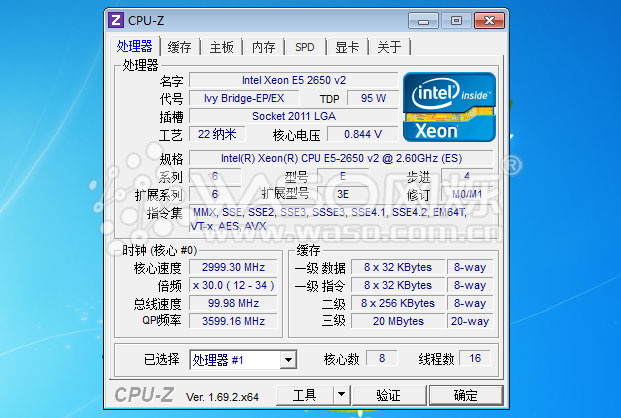 CPU-Z
处理器 缓存 主板 内存 SPD 显卡 关于
处理器
名字 Intel Xeon E5 2650 v2
代号 Ivy Bridge-EP/EX TDP 95 W
插槽 Socket 2011 LGA
工艺 22 纳米 核心电压 0.844 V
intel inside™
Xeon
规格 Intel(R) Xeon(R) CPU E5-2650 v2 @ 2.60GHz (ES)
系列 6 型号 E 步进 4
扩展系列 6 扩展型号 3E 修订 M0/M1
指令集 MMX, SSE, SSE2, SSE3, SSSE3, SSE4.1, SSE4.2, EM64T,
VT-x, AES, AVX
WASO风标®
www.waso.com.cn
时钟 (核心 #0)
核心速度 2999.30 MHz
倍频 x 30.0 ( 12 - 34 )
总线速度 99.98 MHz
QPI频率 3599.16 MHz
缓存
一级 数据 8 x 32 KBytes 8-way
一级 指令 8 x 32 KBytes 8-way
二级 8 x 256 KBytes 8-way
三级 20 MBytes 20-way
已选择 处理器 #1 核心数 8 线程数 16
CPU-Z Ver. 1.69.2.x64 工具 验证 确定